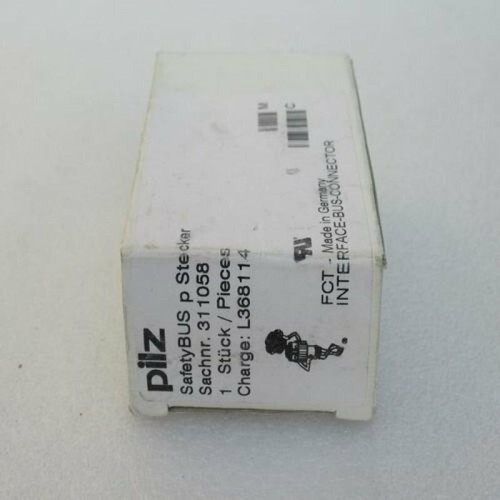 pilz
SafetyBUS p Stecker
Sachnr. 311058
1 Stück / Pieces
Charge: L368114
FCT - Made in Germany
INTERFACE-BUS-CONNECTOR
M
C